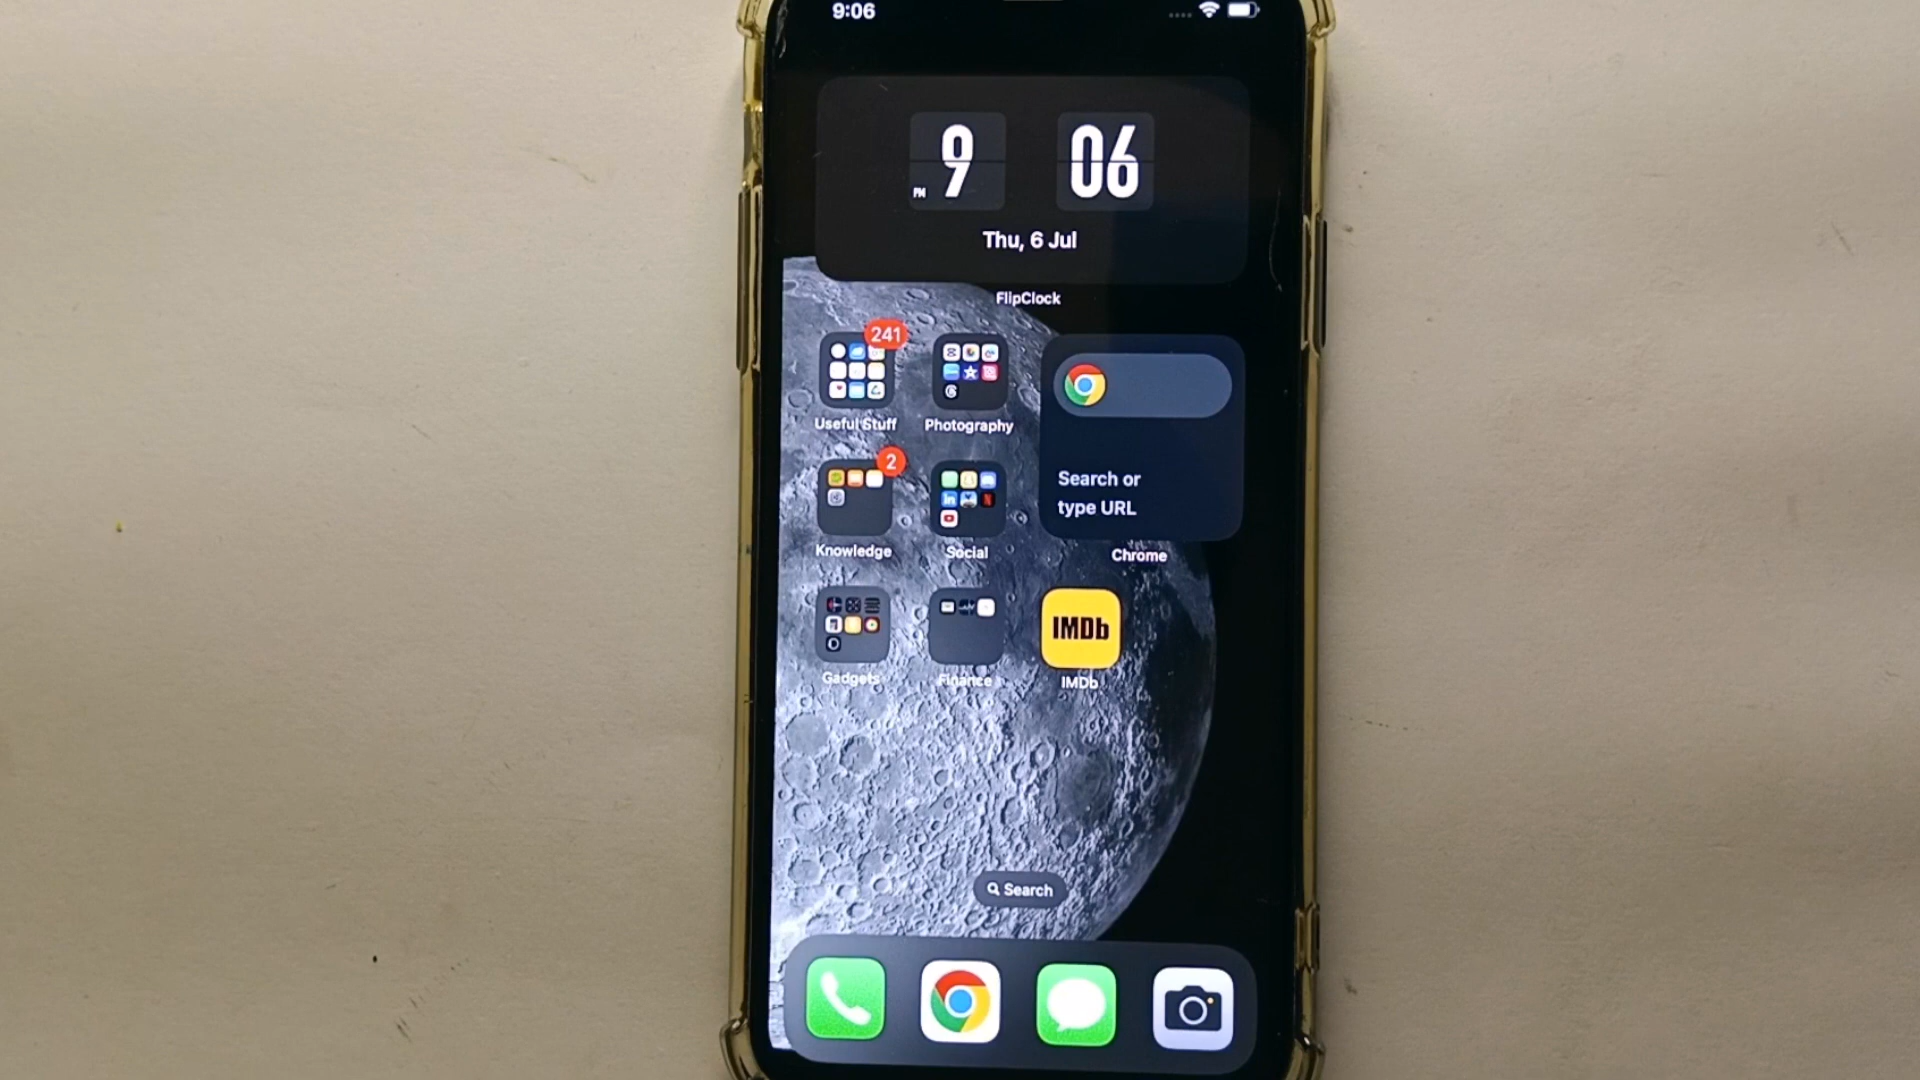 9:06
PM 9 06
Thu, 6 Jul
FlipClock
241
Useful Stuff
Photography
Search or
type URL
2
Knowledge
Social
Chrome
Gadgets
Finance
IMDb
IMDb
Search